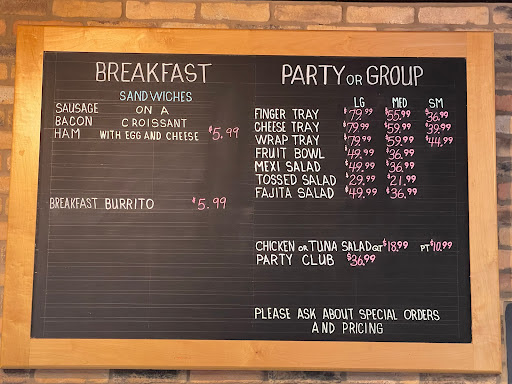 BREAKFAST
SANDWICHES
SAUSAGE ON A
BACON CROISSANT
HAM WITH EGG AND CHEESE $5.99
BREAKFAST BURRITO $5.99
PARTY OR GROUP
LG MED SM
FINGER TRAY $79.99 $55.99 $36.99
CHEESE TRAY $79.99 $59.99 $39.99
WRAP TRAY $79.99 $59.99 $44.99
FRUIT BOWL $49.99 $36.99
MEXI SALAD $49.99 $36.99
TOSSED SALAD $29.99 $21.99
FAJITA SALAD $49.99 $36.99
CHICKEN OR TUNA SALAD QT $18.99 PT $10.99
PARTY CLUB $36.99
PLEASE ASK ABOUT SPECIAL ORDERS
AND PRICING